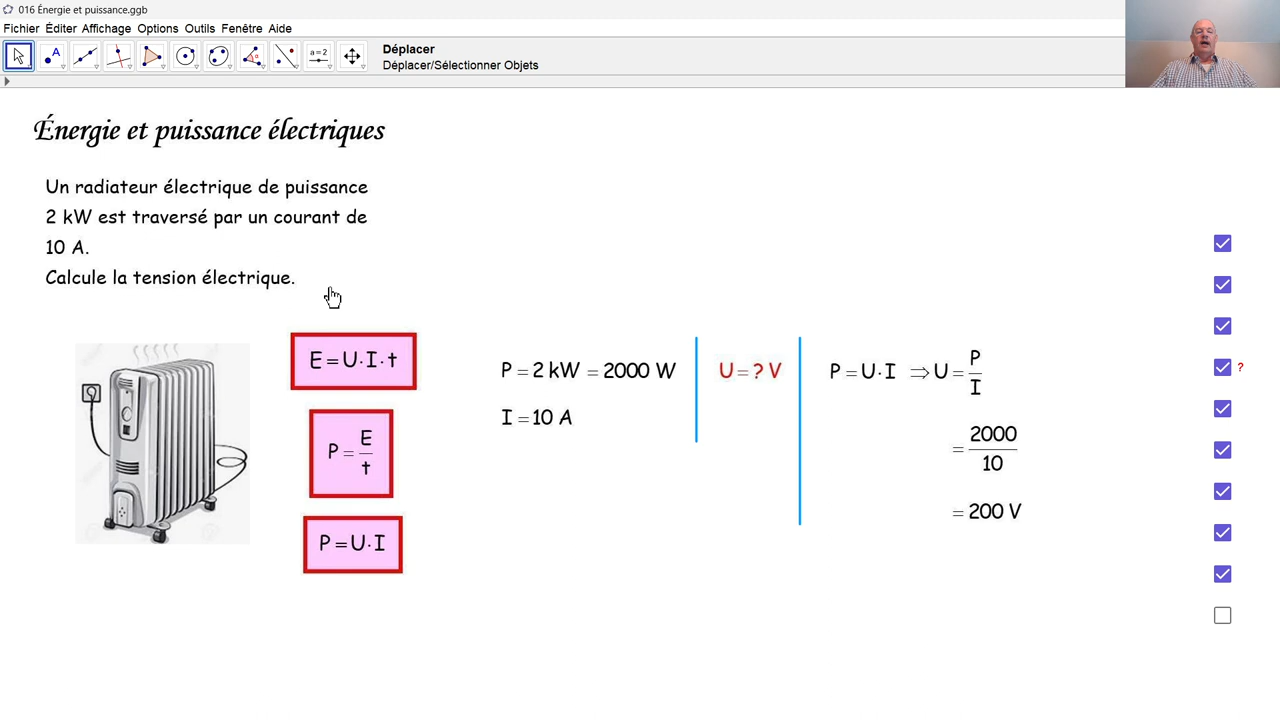 016 Énergie et puissance.ggb
Fichier Éditer Affichage Options Outils Fenêtre Aide
A
a=2
Déplacer
Déplacer/Sélectionner Objets
Énergie et puissance électriques
Un radiateur électrique de puissance
2 kW est traversé par un courant de
10 A.
Calcule la tension électrique.
E = U·I·t
P = E/t
P = U·I
P = 2 kW = 2000 W
I = 10 A
U = ? V
P = U·I ⇒ U = P/I
= 2000/10
= 200 V
?